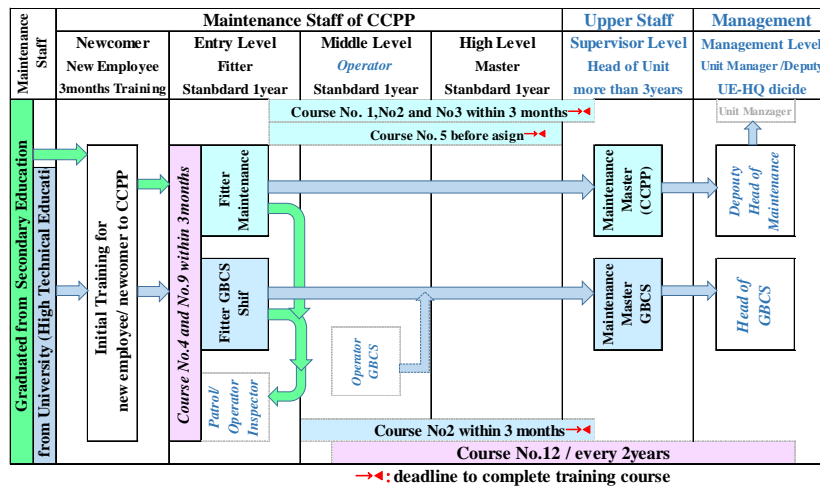 Maintenance
Staff
Maintenance Staff of CCPP
Upper Staff
Management
Newcomer
New Employee
3months Training
Entry Level
Fitter
Stanbdard 1year
Middle Level
Operator
Stanbdard 1year
High Level
Master
Stanbdard 1year
Supervisor Level
Head of Unit
more than 3years
Management Level
Unit Manager /Deputy
UE-HQ dicide
Course No. 1,No2 and No3 within 3 months
Course No. 5 before asign
Unit Manzager
Graduated from Secondary Education
from University (High Technical Educati
Initial Training for
new employee/ newcomer to CCPP
Course No.4 and No.9 within 3months
Fitter
Maintenance
Maintenance
Master
(CCPP)
Depouty
Head of
Maintenance
Fitter GBCS
Shif
Maintenance
Master
GBCS
Head of
GBCS
Operator
GBCS
Patrol/
Operator
Inspector
Course No2 within 3 months
Course No.12 / every 2years
: deadline to complete training course